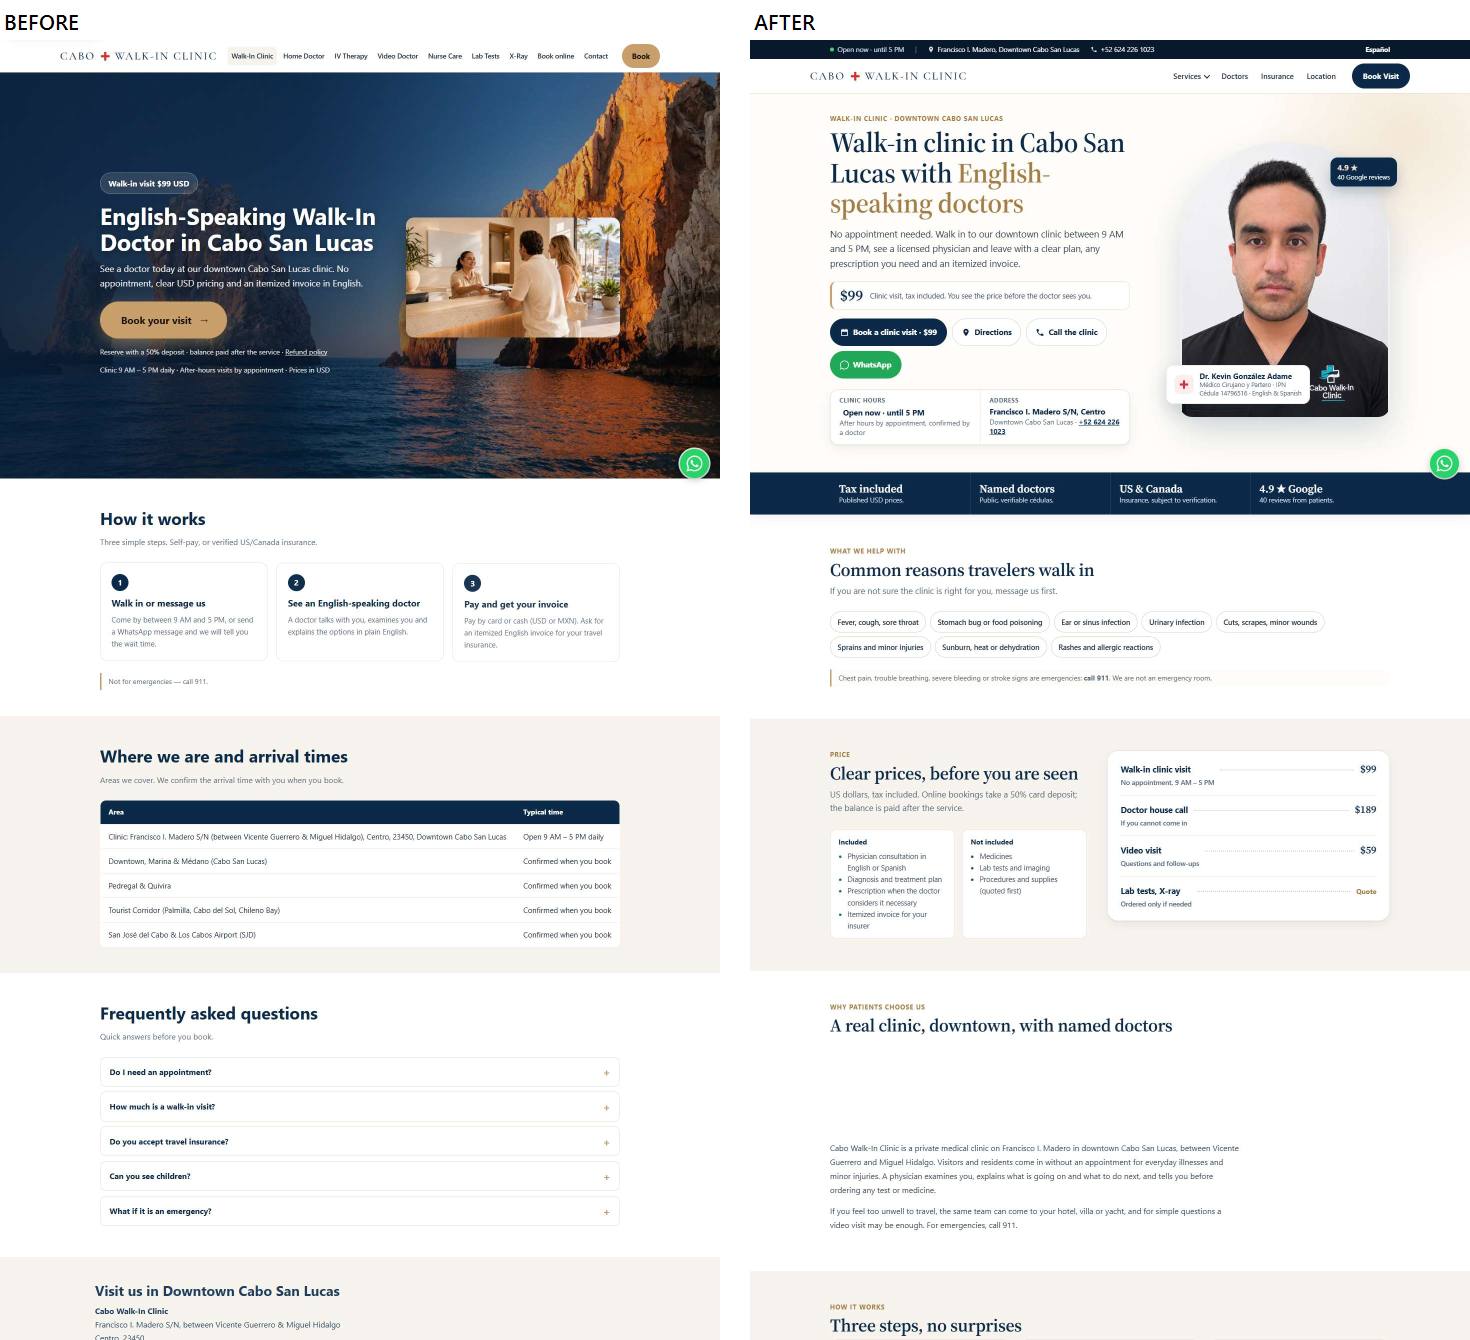 BEFORE
CABO + WALK-IN CLINIC
Walk-In Clinic Home Doctor IV Therapy Video Doctor Nurse Care Lab Tests X-Ray Book online Contact Book
Walk-in visit $99 USD
English-Speaking Walk-In
Doctor in Cabo San Lucas
See a doctor today at our downtown Cabo San Lucas clinic. No
appointment, clear USD pricing and an itemized invoice in English.
Book your visit →
Reserve with a 50% deposit · balance paid after the service · Refund policy
Clinic 9 AM – 5 PM daily · After-hours visits by appointment · Prices in USD
How it works
Three simple steps. Self-pay, or verified US/Canada insurance.
1
Walk in or message us
Come by between 9 AM and 5 PM, or send
a WhatsApp message and we will tell you
the wait time.
2
See an English-speaking doctor
A doctor talks with you, examines you and
explains the options in plain English.
3
Pay and get your invoice
Pay by card or cash (USD or MXN). Ask for
an itemized English invoice for your travel
insurance.
Not for emergencies — call 911.
Where we are and arrival times
Areas we cover. We confirm the arrival time with you when you book.
Area Typical time
Clinic: Francisco I. Madero S/N (between Vicente Guerrero & Miguel Hidalgo), Centro, 23450, Downtown Cabo San Lucas Open 9 AM – 5 PM daily
Downtown, Marina & Médano (Cabo San Lucas) Confirmed when you book
Pedregal & Quivira Confirmed when you book
Tourist Corridor (Palmilla, Cabo del Sol, Chileno Bay) Confirmed when you book
San José del Cabo & Los Cabos Airport (SJD) Confirmed when you book
Frequently asked questions
Quick answers before you book.
Do I need an appointment? +
How much is a walk-in visit? +
Do you accept travel insurance? +
Can you see children? +
What if it is an emergency? +
Visit us in Downtown Cabo San Lucas
Cabo Walk-In Clinic
Francisco I. Madero S/N, between Vicente Guerrero & Miguel Hidalgo
Centro, 23450
AFTER
Open now · until 5 PM | Francisco I. Madero, Downtown Cabo San Lucas +52 624 226 1023 Español
CABO + WALK-IN CLINIC
Services Doctors Insurance Location Book Visit
WALK-IN CLINIC · DOWNTOWN CABO SAN LUCAS
Walk-in clinic in Cabo San
Lucas with English-
speaking doctors
No appointment needed. Walk in to our downtown clinic between 9 AM
and 5 PM, see a licensed physician and leave with a clear plan, any
prescription you need and an itemized invoice.
$99 Clinic visit, tax included. You see the price before the doctor sees you.
Book a clinic visit · $99 Directions Call the clinic
WhatsApp
CLINIC HOURS
Open now · until 5 PM
After hours by appointment, confirmed by
a doctor
ADDRESS
Francisco I. Madero S/N, Centro
Downtown Cabo San Lucas · +52 624 226
1023
4.9 ★
40 Google reviews
Dr. Kevin González Adame
Médico Cirujano y Partero · IPN
Cédula 14796516 · English & Spanish
Cabo Walk-In
Clinic
Tax included
Published USD prices.
Named doctors
Public, verifiable cédulas.
US & Canada
Insurance, subject to verification.
4.9 ★ Google
40 reviews from patients.
WHAT WE HELP WITH
Common reasons travelers walk in
If you are not sure the clinic is right for you, message us first.
Fever, cough, sore throat Stomach bug or food poisoning Ear or sinus infection Urinary infection Cuts, scrapes, minor wounds
Sprains and minor injuries Sunburn, heat or dehydration Rashes and allergic reactions
Chest pain, trouble breathing, severe bleeding or stroke signs are emergencies: call 911. We are not an emergency room.
PRICE
Clear prices, before you are seen
US dollars, tax included. Online bookings take a 50% card deposit;
the balance is paid after the service.
Included
• Physician consultation in
English or Spanish
• Diagnosis and treatment plan
• Prescription when the doctor
considers it necessary
• Itemized invoice for your
insurer
Not included
• Medicines
• Lab tests and imaging
• Procedures and supplies
(quoted first)
Walk-in clinic visit $99
No appointment, 9 AM – 5 PM
Doctor house call $189
If you cannot come in
Video visit $59
Questions and follow-ups
Lab tests, X-ray Quote
Ordered only if needed
WHY PATIENTS CHOOSE US
A real clinic, downtown, with named doctors
Cabo Walk-In Clinic is a private medical clinic on Francisco I. Madero in downtown Cabo San Lucas, between Vicente
Guerrero and Miguel Hidalgo. Visitors and residents come in without an appointment for everyday illnesses and
minor injuries. A physician examines you, explains what is going on and what to do next, and tells you before
ordering any test or medicine.
If you feel too unwell to travel, the same team can come to your hotel, villa or yacht, and for simple questions a
video visit may be enough. For emergencies, call 911.
HOW IT WORKS
Three steps, no surprises